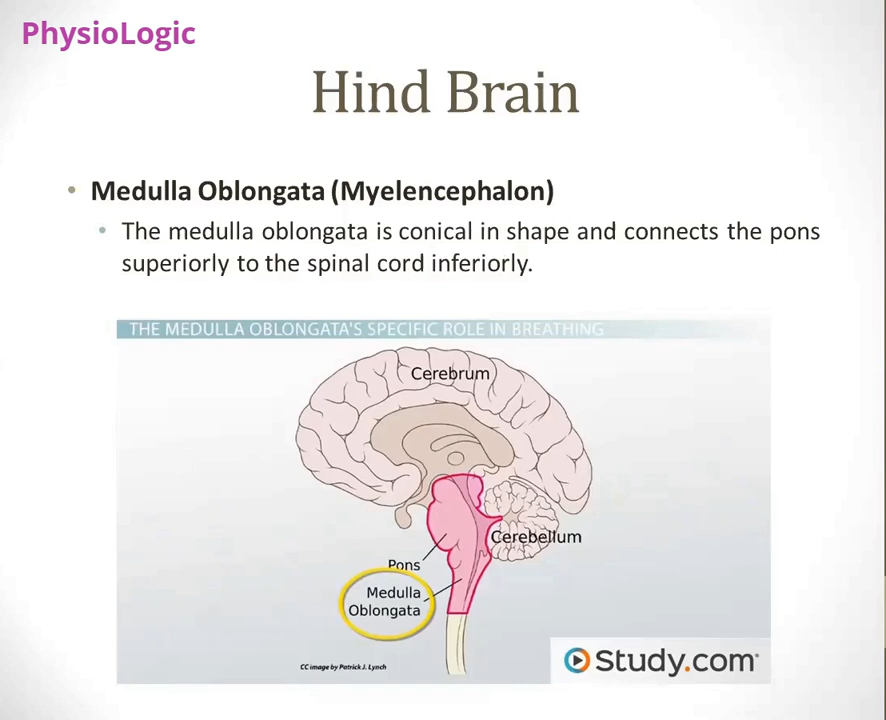 PhysioLogic
Hind Brain
• Medulla Oblongata (Myelencephalon)
• The medulla oblongata is conical in shape and connects the pons
superiorly to the spinal cord inferiorly.
THE MEDULLA OBLONGATA'S SPECIFIC ROLE IN BREATHING
Cerebrum
Cerebellum
Pons
Medulla
Oblongata
CC image by Patrick J. Lynch
Study.com